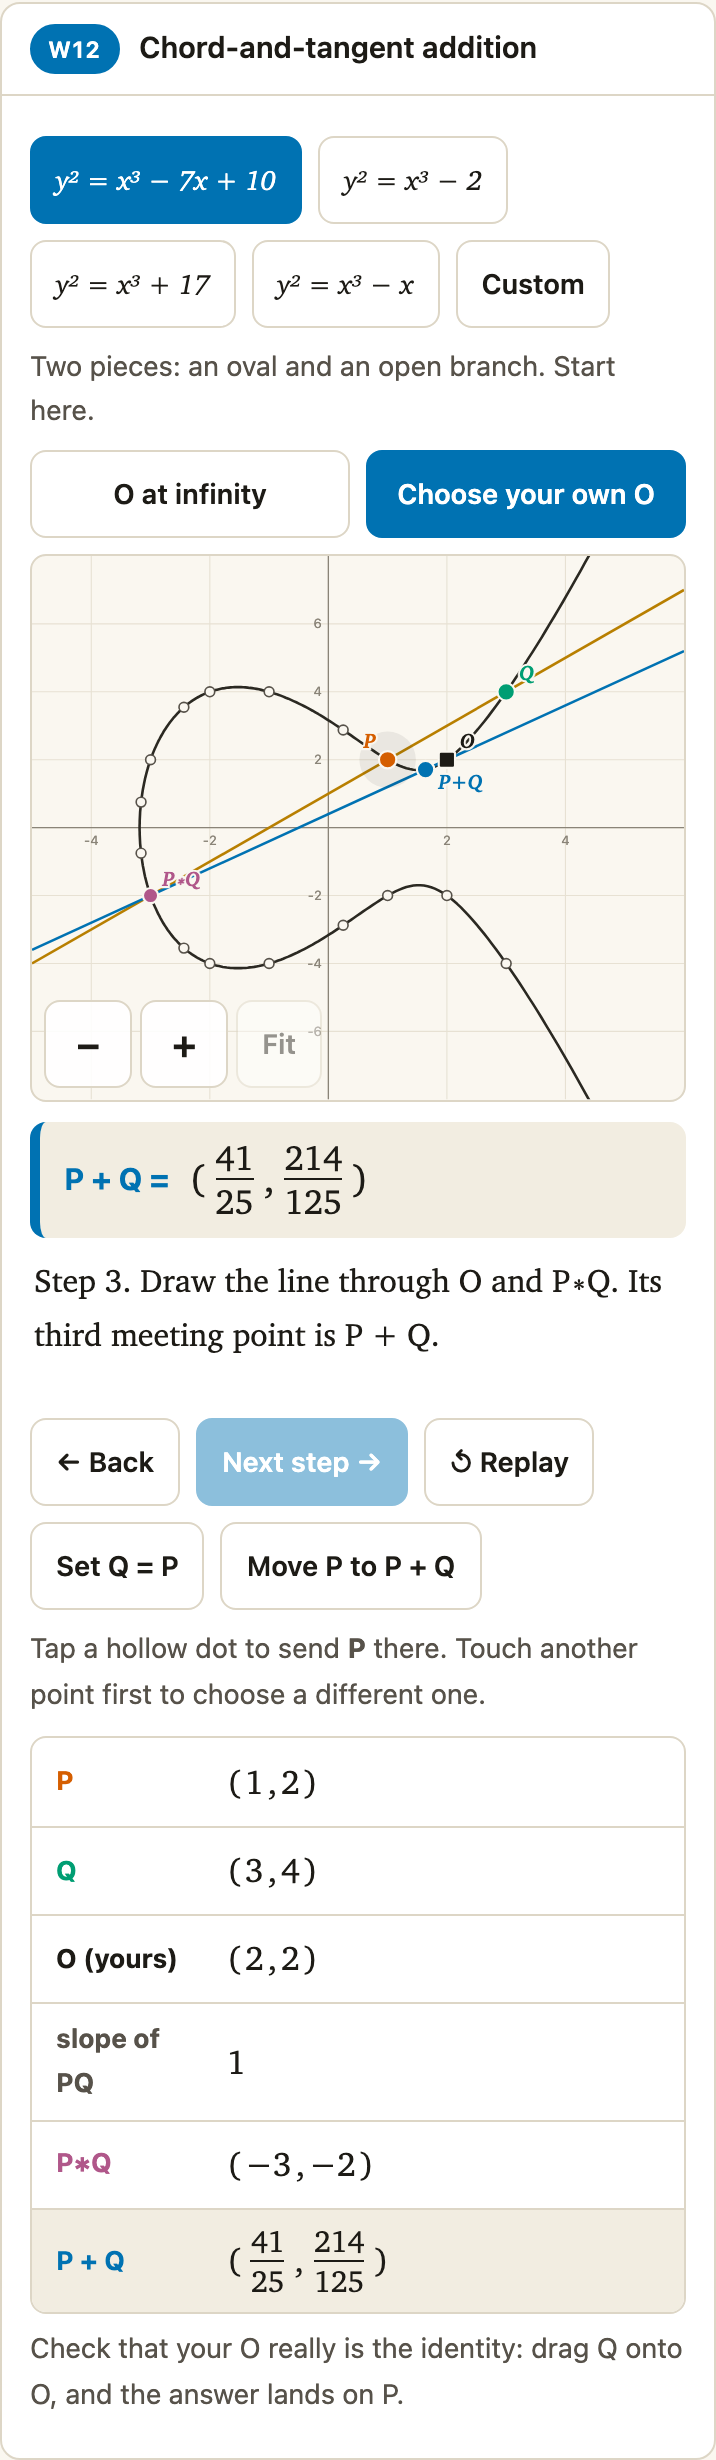 W12 Chord-and-tangent addition
y² = x³ − 7x + 10 y² = x³ − 2
y² = x³ + 17 y² = x³ − x Custom
Two pieces: an oval and an open branch. Start
here.
O at infinity Choose your own O
6
4
Q
P O
2
P+Q
-4 -2 2 4
P∗Q
-2
-4
-6
− + Fit
P + Q = ( 41/25 , 214/125 )
Step 3. Draw the line through O and P∗Q. Its
third meeting point is P + Q.
← Back Next step → ↺ Replay
Set Q = P Move P to P + Q
Tap a hollow dot to send P there. Touch another
point first to choose a different one.
P (1,2)
Q (3,4)
O (yours) (2,2)
slope of
PQ 1
P∗Q (−3,−2)
P + Q ( 41/25 , 214/125 )
Check that your O really is the identity: drag Q onto
O, and the answer lands on P.